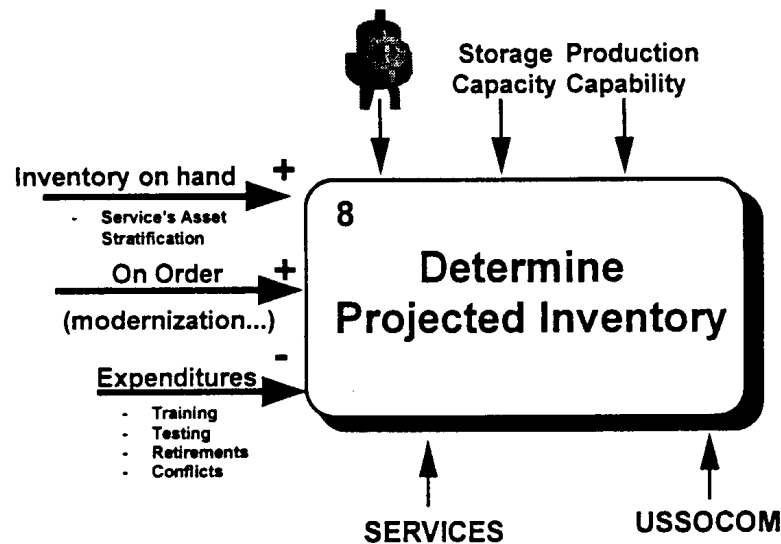 Storage Production
Capacity Capability
Inventory on hand +
- Service's Asset
Stratification
On Order +
(modernization...)
Expenditures -
- Training
- Testing
- Retirements
- Conflicts
8
Determine
Projected Inventory
SERVICES
USSOCOM